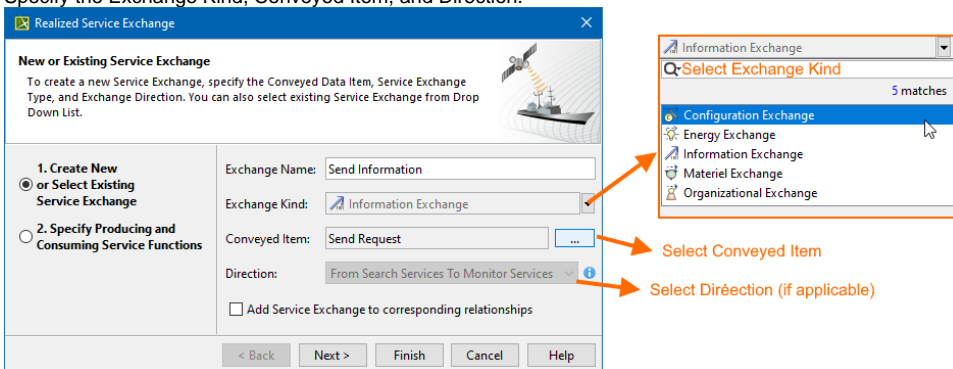 Specify the Exchange Kind, Conveyed Item, and Direction.
Realized Service Exchange
New or Existing Service Exchange
To create a new Service Exchange, specify the Conveyed Data Item, Service Exchange
Type, and Exchange Direction. You can also select existing Service Exchange from Drop
Down List.
1. Create New
or Select Existing
Service Exchange
2. Specify Producing and
Consuming Service Functions
Exchange Name: Send Information
Exchange Kind: Information Exchange
Conveyed Item: Send Request ...
Direction: From Search Services To Monitor Services
Add Service Exchange to corresponding relationships
< Back Next > Finish Cancel Help
Information Exchange
Select Exchange Kind
5 matches
Configuration Exchange
Energy Exchange
Information Exchange
Materiel Exchange
Organizational Exchange
Select Conveyed Item
Select Diréection (if applicable)